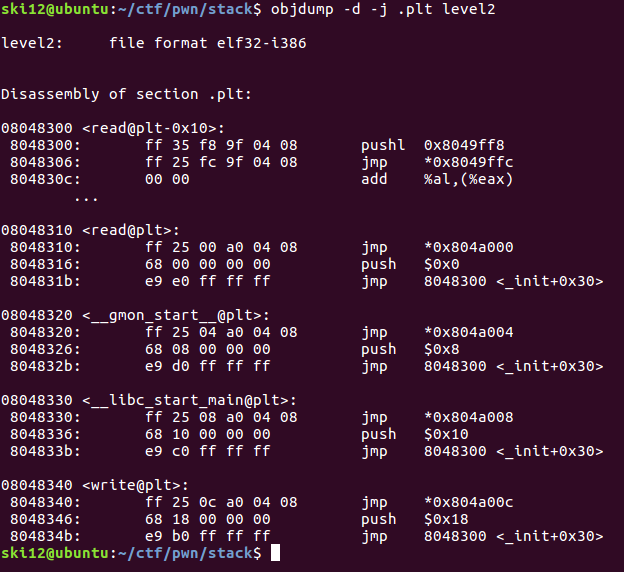 ski12@ubuntu:~/ctf/pwn/stack$ objdump -d -j .plt level2
level2:     file format elf32-i386
Disassembly of section .plt:
08048300 <read@plt-0x10>:
 8048300:	ff 35 f8 9f 04 08    	pushl  0x8049ff8
 8048306:	ff 25 fc 9f 04 08    	jmp    *0x8049ffc
 804830c:	00 00                	add    %al,(%eax)
	...
08048310 <read@plt>:
 8048310:	ff 25 00 a0 04 08    	jmp    *0x804a000
 8048316:	68 00 00 00 00       	push   $0x0
 804831b:	e9 e0 ff ff ff       	jmp    8048300 <_init+0x30>
08048320 <__gmon_start__@plt>:
 8048320:	ff 25 04 a0 04 08    	jmp    *0x804a004
 8048326:	68 08 00 00 00       	push   $0x8
 804832b:	e9 d0 ff ff ff       	jmp    8048300 <_init+0x30>
08048330 <__libc_start_main@plt>:
 8048330:	ff 25 08 a0 04 08    	jmp    *0x804a008
 8048336:	68 10 00 00 00       	push   $0x10
 804833b:	e9 c0 ff ff ff       	jmp    8048300 <_init+0x30>
08048340 <write@plt>:
 8048340:	ff 25 0c a0 04 08    	jmp    *0x804a00c
 8048346:	68 18 00 00 00       	push   $0x18
 804834b:	e9 b0 ff ff ff       	jmp    8048300 <_init+0x30>
ski12@ubuntu:~/ctf/pwn/stack$